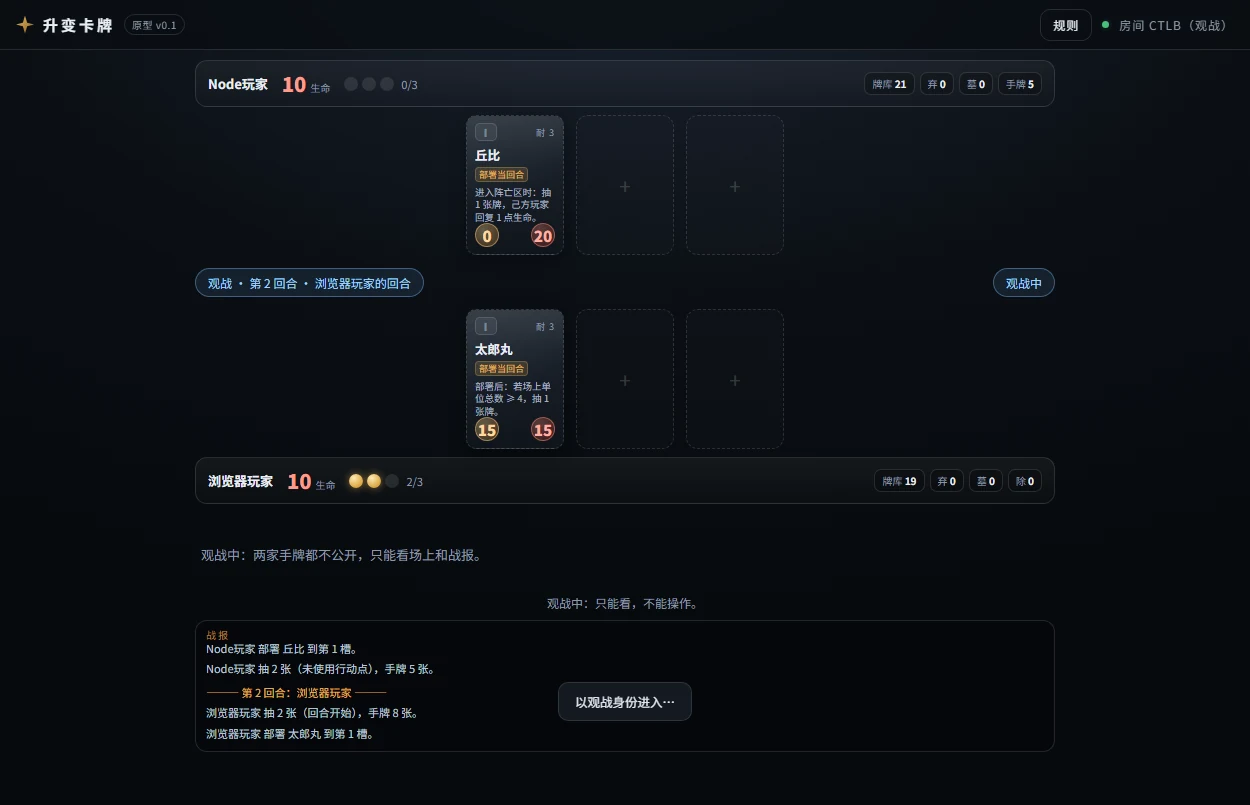 升变卡牌 原型 v0.1 规则 房间 CTLB（观战）
Node玩家 10 生命 0/3 牌库 21 弃 0 墓 0 手牌 5
I 耐 3
丘比
部署当回合
进入阵亡区时：抽
1 张牌，己方玩家
回复 1 点生命。
0 20
+
+
观战 · 第 2 回合 · 浏览器玩家的回合 观战中
I 耐 3
太郎丸
部署当回合
部署后：若场上单
位总数 ≥ 4，抽 1
张牌。
15 15
+
+
浏览器玩家 10 生命 2/3 牌库 19 弃 0 墓 0 除 0
观战中：两家手牌都不公开，只能看场上和战报。
观战中：只能看，不能操作。
战报
Node玩家 部署 丘比 到第 1 槽。
Node玩家 抽 2 张（未使用行动点），手牌 5 张。
——— 第 2 回合：浏览器玩家 ———
浏览器玩家 抽 2 张（回合开始），手牌 8 张。
浏览器玩家 部署 太郎丸 到第 1 槽。
以观战身份进入…